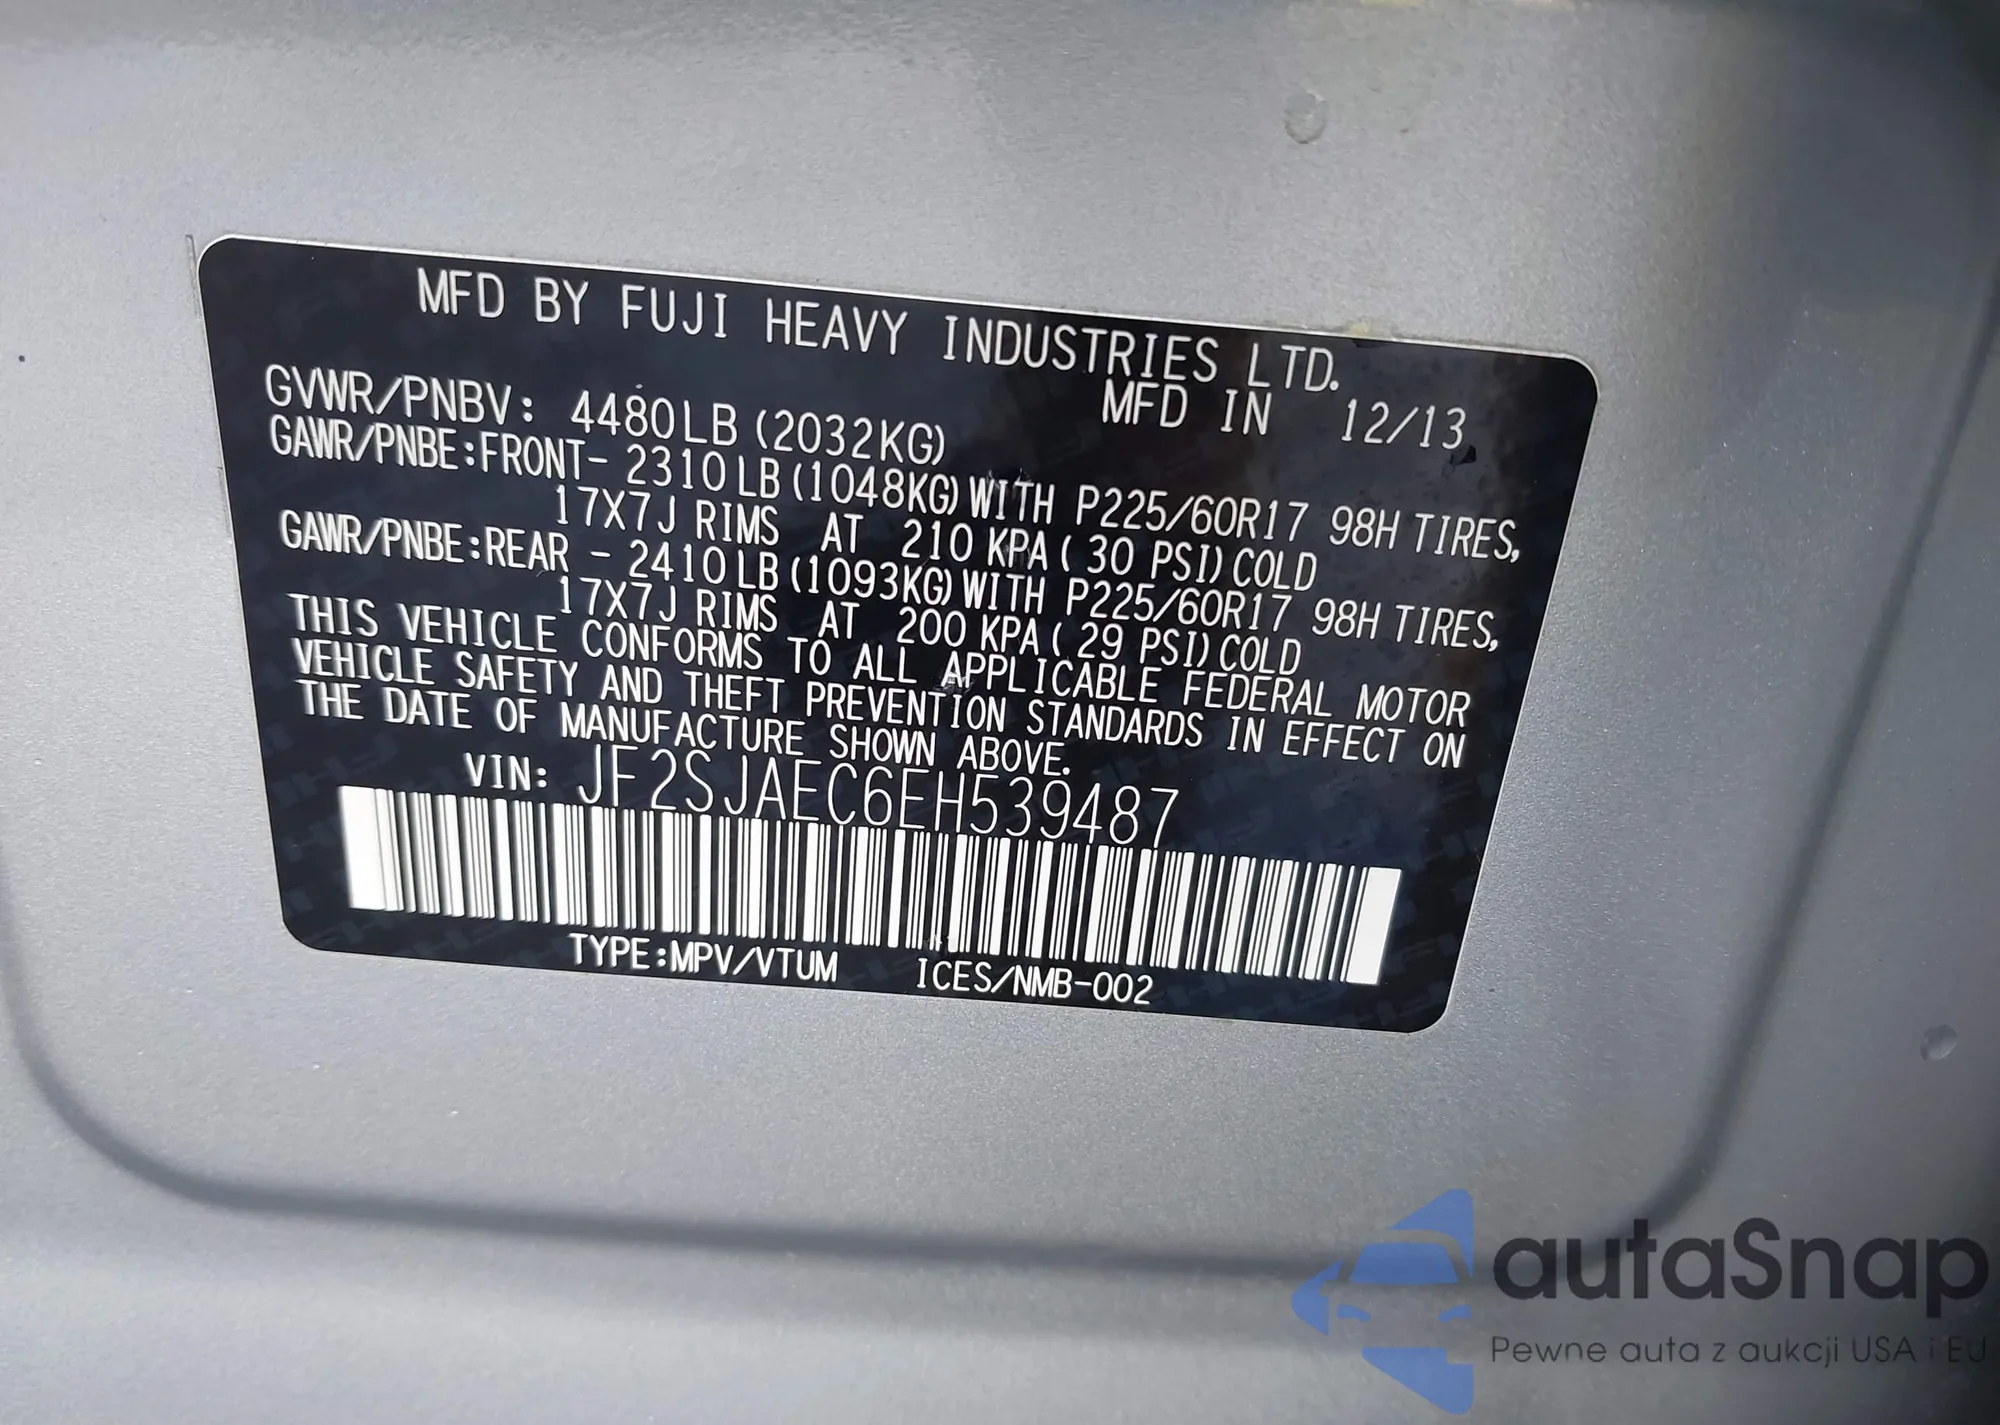 MFD BY FUJI HEAVY INDUSTRIES LTD.
MFD IN 12/13
GVWR/PNBV: 4480LB (2032KG)
GAWR/PNBE:FRONT- 2310LB(1048KG)WITH P225/60R17 98H TIRES,
17X7J RIMS AT 210 KPA( 30 PSI)COLD
GAWR/PNBE:REAR - 2410LB(1093KG)WITH P225/60R17 98H TIRES,
17X7J RIMS AT 200 KPA( 29 PSI)COLD
THIS VEHICLE CONFORMS TO ALL APPLICABLE FEDERAL MOTOR
VEHICLE SAFETY AND THEFT PREVENTION STANDARDS IN EFFECT ON
THE DATE OF MANUFACTURE SHOWN ABOVE.
VIN: JF2SJAEC6EH539487
TYPE:MPV/VTUM ICES/NMB-002
autaSnap
Pewne auta z aukcji USA i EU